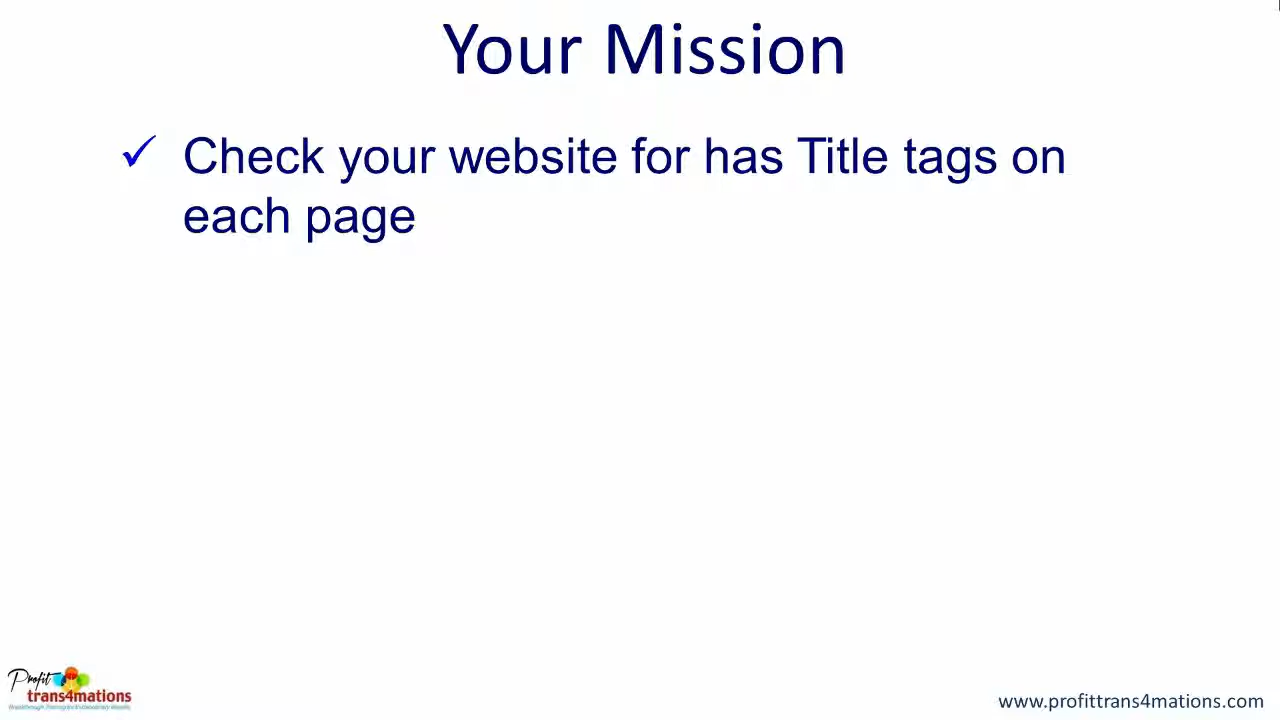 Your Mission
✓ Check your website for has Title tags on
each page
Profit
trans4mations
www.profittrans4mations.com